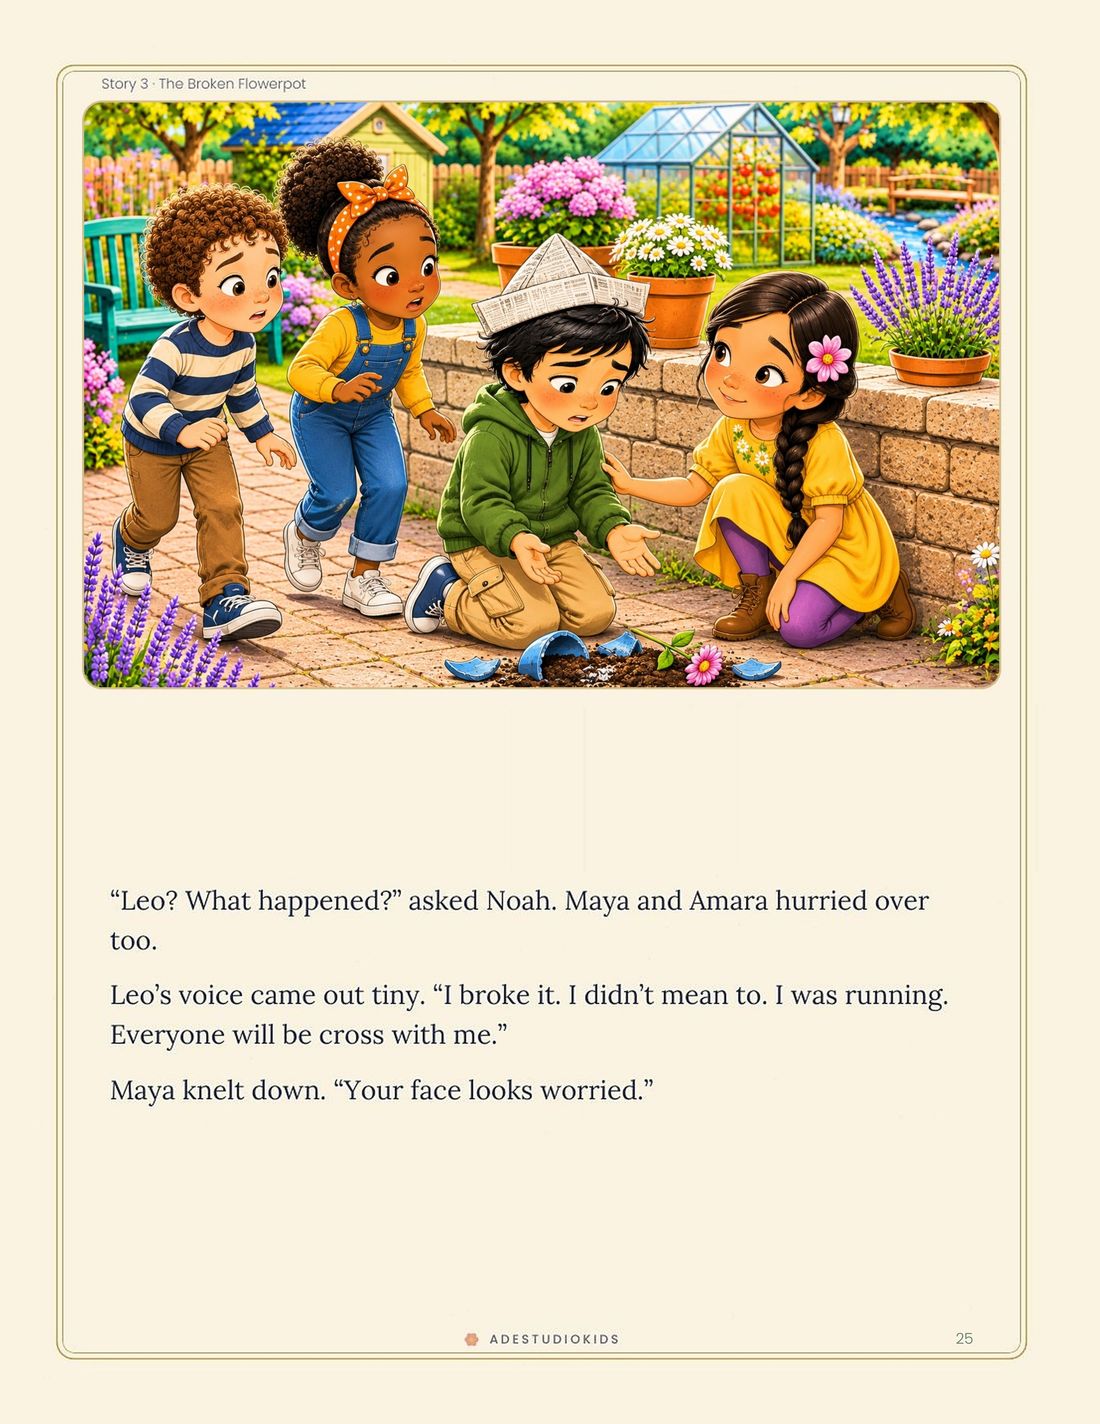 Story 3 · The Broken Flowerpot
“Leo? What happened?” asked Noah. Maya and Amara hurried over
too.
Leo’s voice came out tiny. “I broke it. I didn’t mean to. I was running.
Everyone will be cross with me.”
Maya knelt down. “Your face looks worried.”
ADESTUDIOKIDS
25